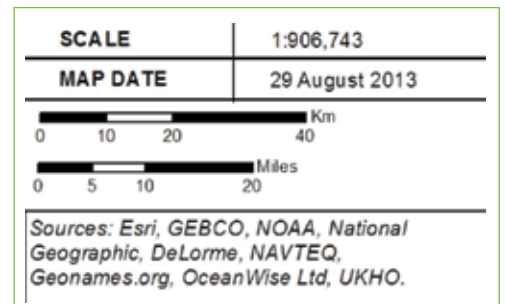 SCALE 1:906,743
MAP DATE 29 August 2013
Km
0 10 20 40
Miles
0 5 10 20
Sources: Esri, GEBCO, NOAA, National
Geographic, DeLorme, NAVTEQ,
Geonames.org, OceanWise Ltd, UKHO.